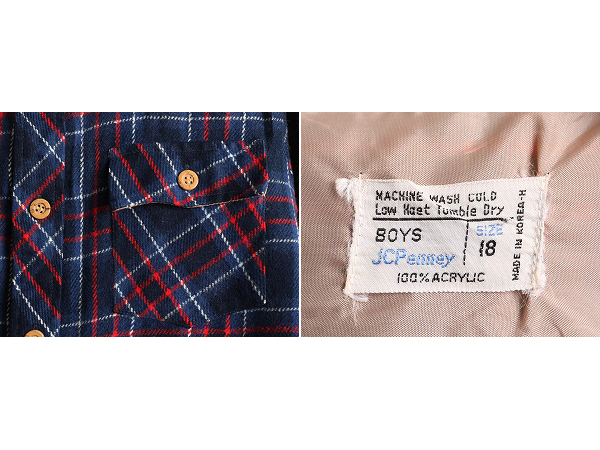 MACHINE WASH COLD
Low Heat Tumble Dry
BOYS
JCPenney
SIZE
18
100% ACRYLIC
MADE IN KOREA-H